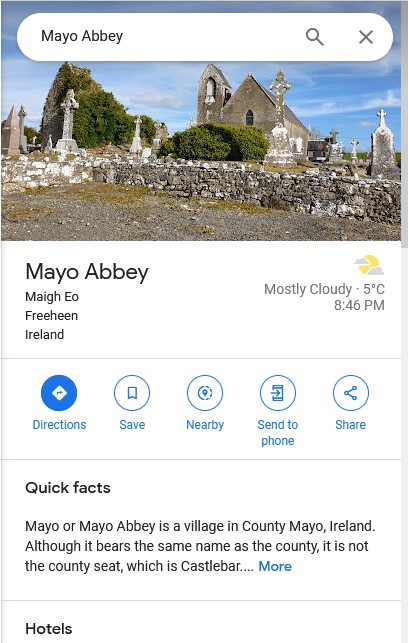 Mayo Abbey
Mayo Abbey
Maigh Eo
Freeheen
Ireland
Mostly Cloudy · 5°C
8:46 PM
Directions
Save
Nearby
Send to
phone
Share
Quick facts
Mayo or Mayo Abbey is a village in County Mayo, Ireland.
Although it bears the same name as the county, it is not
the county seat, which is Castlebar.... More
Hotels